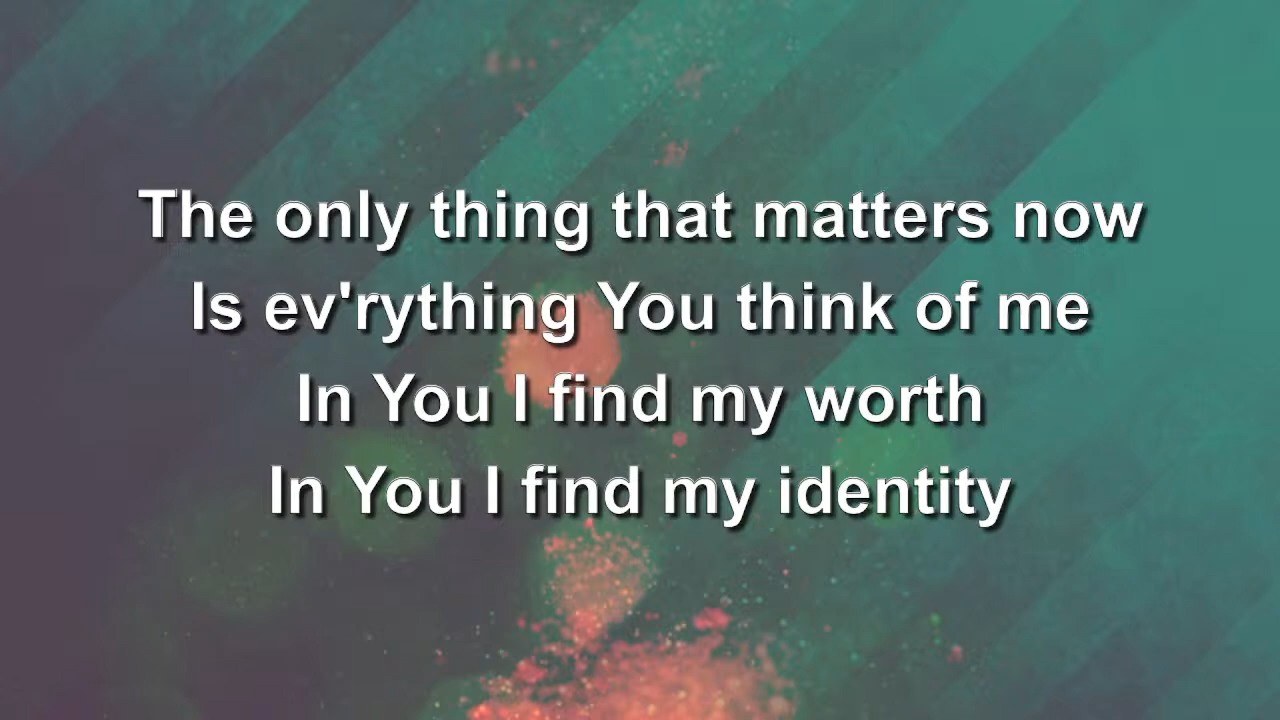 The only thing that matters now
Is ev'rything You think of me
In You I find my worth
In You I find my identity